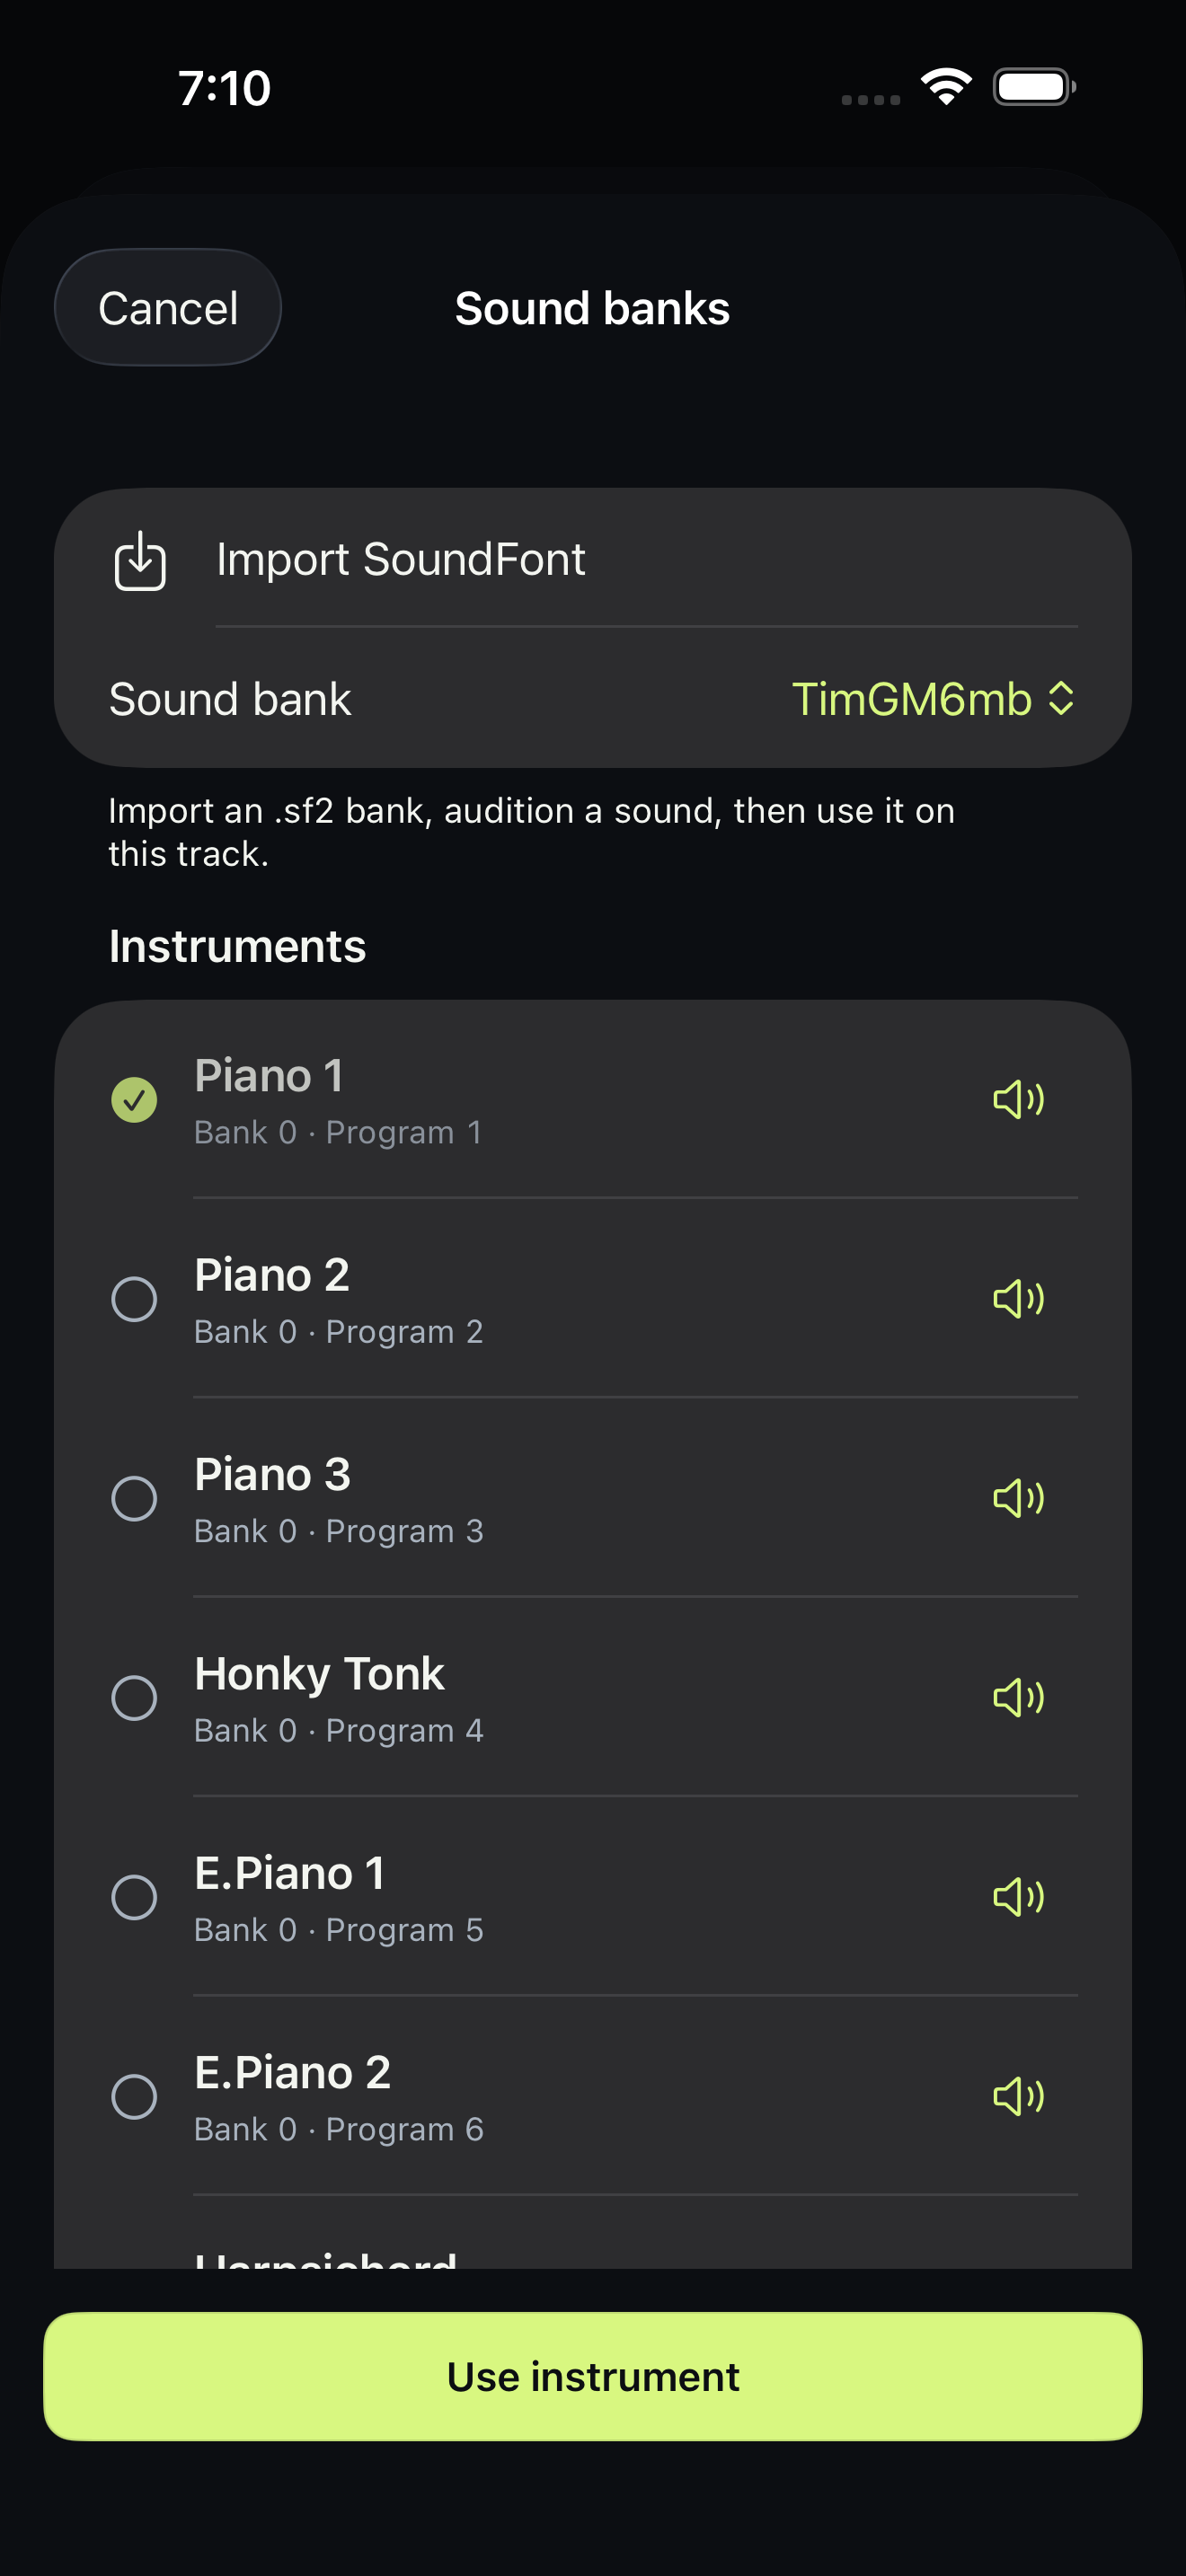 7:10
Cancel
Sound banks
Import SoundFont
Sound bank
TimGM6mb
Import an .sf2 bank, audition a sound, then use it on
this track.
Instruments
Piano 1
Bank 0 · Program 1
Piano 2
Bank 0 · Program 2
Piano 3
Bank 0 · Program 3
Honky Tonk
Bank 0 · Program 4
E.Piano 1
Bank 0 · Program 5
E.Piano 2
Bank 0 · Program 6
Harpsichord
Use instrument